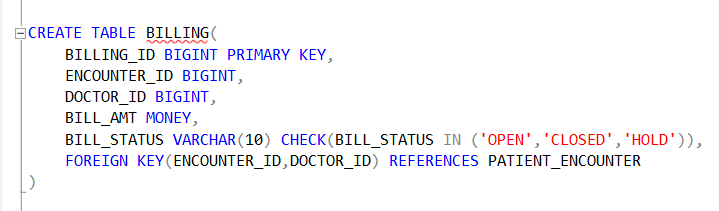 CREATE TABLE BILLING(
BILLING_ID BIGINT PRIMARY KEY,
ENCOUNTER_ID BIGINT,
DOCTOR_ID BIGINT,
BILL_AMT MONEY,
BILL_STATUS VARCHAR(10) CHECK(BILL_STATUS IN ('OPEN','CLOSED','HOLD')),
FOREIGN KEY(ENCOUNTER_ID,DOCTOR_ID) REFERENCES PATIENT_ENCOUNTER
)